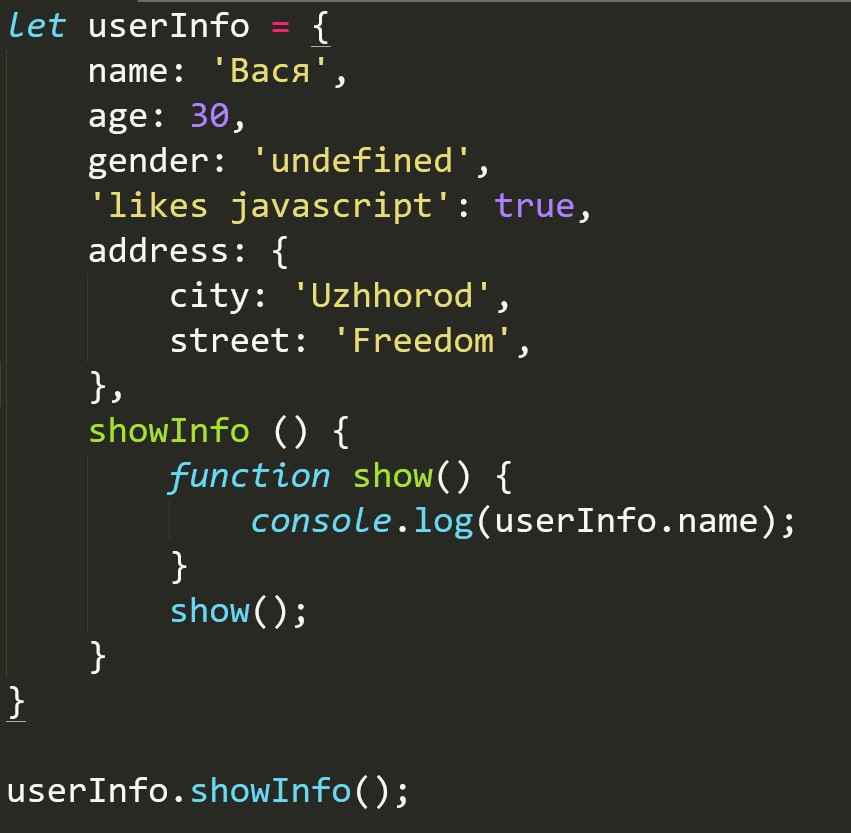 let userInfo = {
    name: 'Вася',
    age: 30,
    gender: 'undefined',
    'likes javascript': true,
    address: {
        city: 'Uzhhorod',
        street: 'Freedom',
    },
    showInfo () {
        function show() {
            console.log(userInfo.name);
        }
        show();
    }
}
userInfo.showInfo();